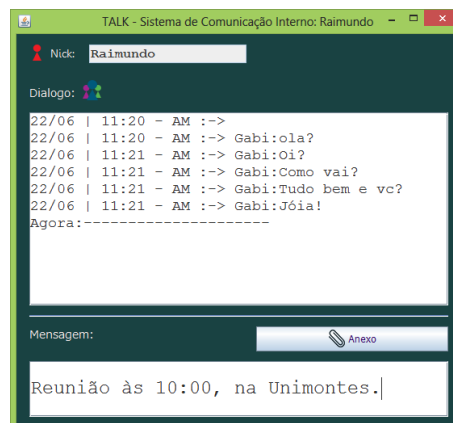 TALK - Sistema de Comunicação Interno: Raimundo
Nick: Raimundo
Dialogo:
22/06 | 11:20 - AM :->
22/06 | 11:20 - AM :-> Gabi:ola?
22/06 | 11:21 - AM :-> Gabi:Oi?
22/06 | 11:21 - AM :-> Gabi:Como vai?
22/06 | 11:21 - AM :-> Gabi:Tudo bem e vc?
22/06 | 11:21 - AM :-> Gabi:Jóia!
Agora:---------------------
Mensagem:
Anexo
Reunião às 10:00, na Unimontes.